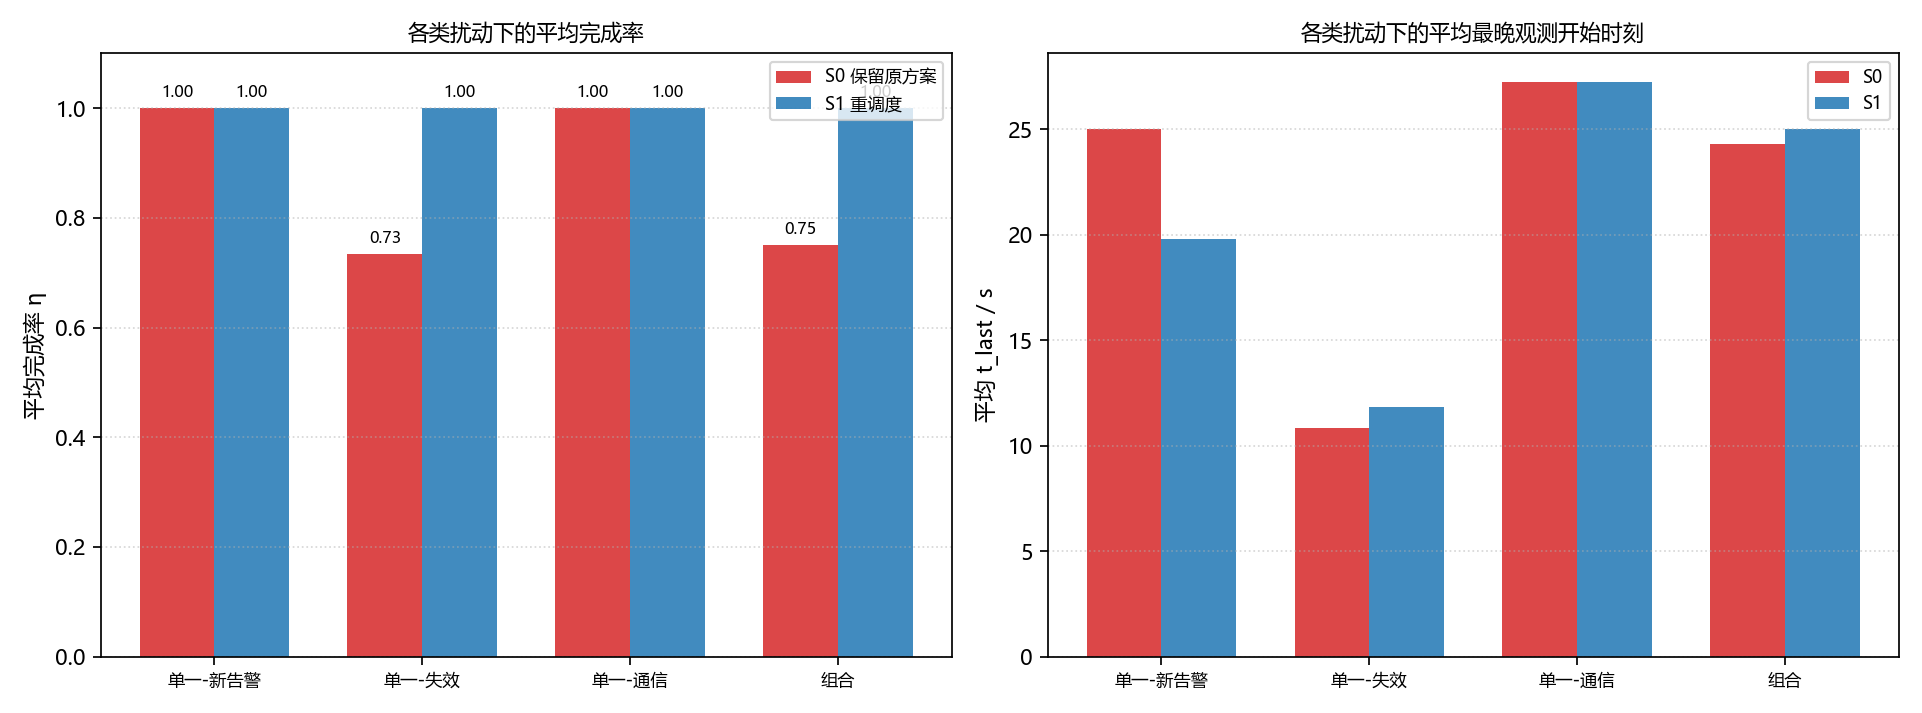 各类扰动下的平均完成率
S0 保留原方案
S1 重调度
1.00
1.00
0.73
1.00
1.00
1.00
0.75
1.00
平均完成率 η
1.0
0.8
0.6
0.4
0.2
0.0
单一-新告警
单一-失效
单一-通信
组合
各类扰动下的平均最晚观测开始时刻
S0
S1
平均 t_last / s
25
20
15
10
5
0
单一-新告警
单一-失效
单一-通信
组合